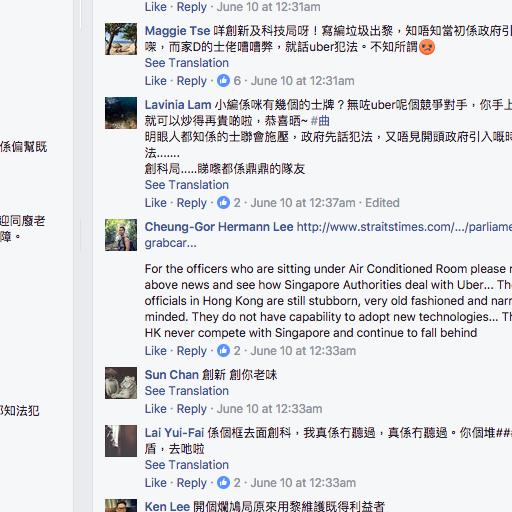 Like · Reply · June 10 at 12:31am
Maggie Tse 咩創新及科技局呀！寫編垃圾出黎，知唔知當初係政府引
㗎，而家D的士佬嘈嘈弊，就話uber犯法。不知所謂😡
See Translation
Like · Reply · 6 · June 10 at 12:31am
Lavinia Lam 小編係咪有幾個的士牌？無咗uber呢個競爭對手，你手上
就可以炒得再貴啲啦，恭喜晒~ #曲
明眼人都知係的士聯會施壓，政府先話犯法，又唔見開頭政府引入嘅時
法.......
創科局.....睇嚟都係鼎鼎的隊友
See Translation
Like · Reply · 2 · June 10 at 12:37am · Edited
Cheung-Gor Hermann Lee http://www.straitstimes.com/.../parliame
grabcar...
For the officers who are sitting under Air Conditioned Room please r
above news and see how Singapore Authorities deal with Uber... Th
officials in Hong Kong are still stubborn, very old fashioned and narr
minded. They do not have capability to adopt new technologies... Th
HK never compete with Singapore and continue to fall behind
Like · Reply · 2 · June 10 at 12:33am
Sun Chan 創新 創你老味
See Translation
Like · Reply · June 10 at 12:33am
Lai Yui-Fai 係個框去面創科，我真係冇聽過，真係冇聽過。你個堆###
盾，去吔啦
See Translation
Like · Reply · 2 · June 10 at 12:33am
Ken Lee 開個爛鳩局原來用黎維護既得利益者
係偏幫既
迎同廢老
障。
都知法犯